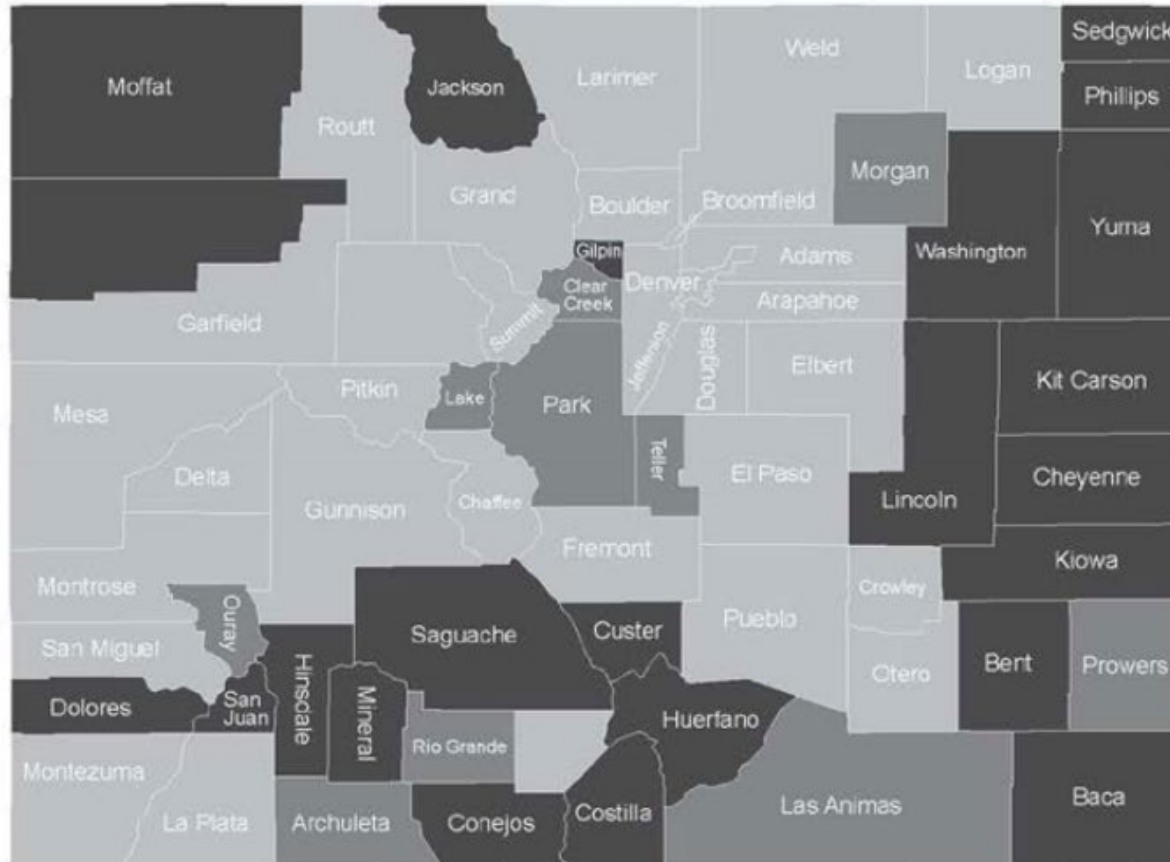 Sedgwick
Weld
Logan
Larimer
Moffat
Jackson
Phillips
Routt
Morgan
Grand
Boulder
Broomfield
Yuma
Gilpin
Washington
Adams
Clear
Creek
Denver
Arapahoe
Garfield
Summit
Jefferson
Douglas
Elbert
Kit Carson
Pitkin
Lake
Park
Mesa
Teller
Delta
El Paso
Cheyenne
Gunnison
Chaffee
Lincoln
Fremont
Kiowa
Montrose
Crowley
Ouray
Pueblo
Saguache
Custer
San Miguel
Hinsdale
Bent
Prowers
Otero
Dolores
San
Juan
Mineral
Huerfano
Rio Grande
Montezuma
Baca
Las Animas
La Plata
Archuleta
Conejos
Costilla